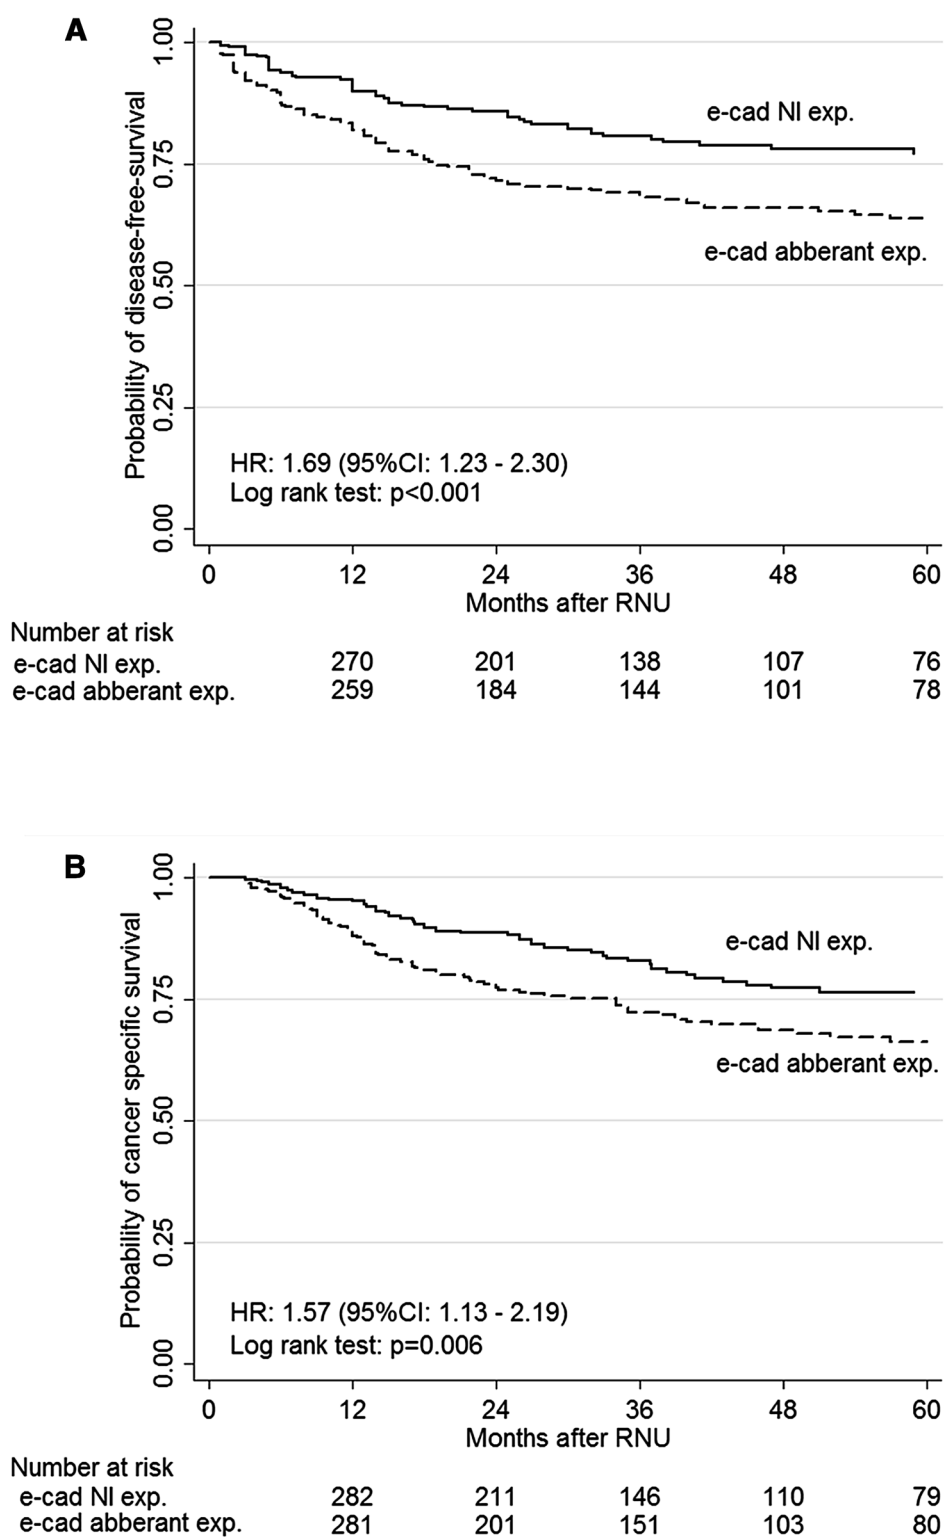 A
Probability of disease-free-survival
1.00
0.75
0.50
0.25
0.00
e-cad Nl exp.
e-cad abberant exp.
HR: 1.69 (95%CI: 1.23 - 2.30)
Log rank test: p<0.001
0 12 24 36 48 60
Months after RNU
Number at risk
e-cad Nl exp. 270 201 138 107 76
e-cad abberant exp. 259 184 144 101 78
B
Probability of cancer specific survival
1.00
0.75
0.50
0.25
0.00
e-cad Nl exp.
e-cad abberant exp.
HR: 1.57 (95%CI: 1.13 - 2.19)
Log rank test: p=0.006
0 12 24 36 48 60
Months after RNU
Number at risk
e-cad Nl exp. 282 211 146 110 79
e-cad abberant exp. 281 201 151 103 80